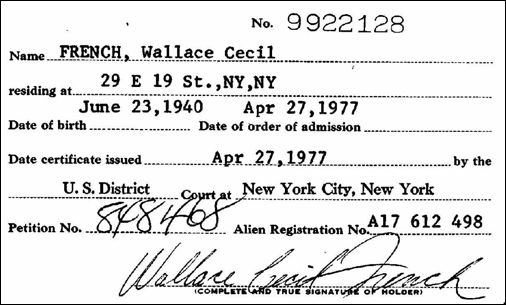 No. 9922128
Name FRENCH, Wallace Cecil
residing at 29 E 19 St.,NY,NY
June 23,1940 Apr 27,1977
Date of birth Date of order of admission
Date certificate issued Apr 27,1977 by the
U. S. District Court at New York City, New York
Petition No. 848468 Alien Registration No. A17 612 498
Wallace Cecil French
(COMPLETE AND TRUE SIGNATURE OF HOLDER)